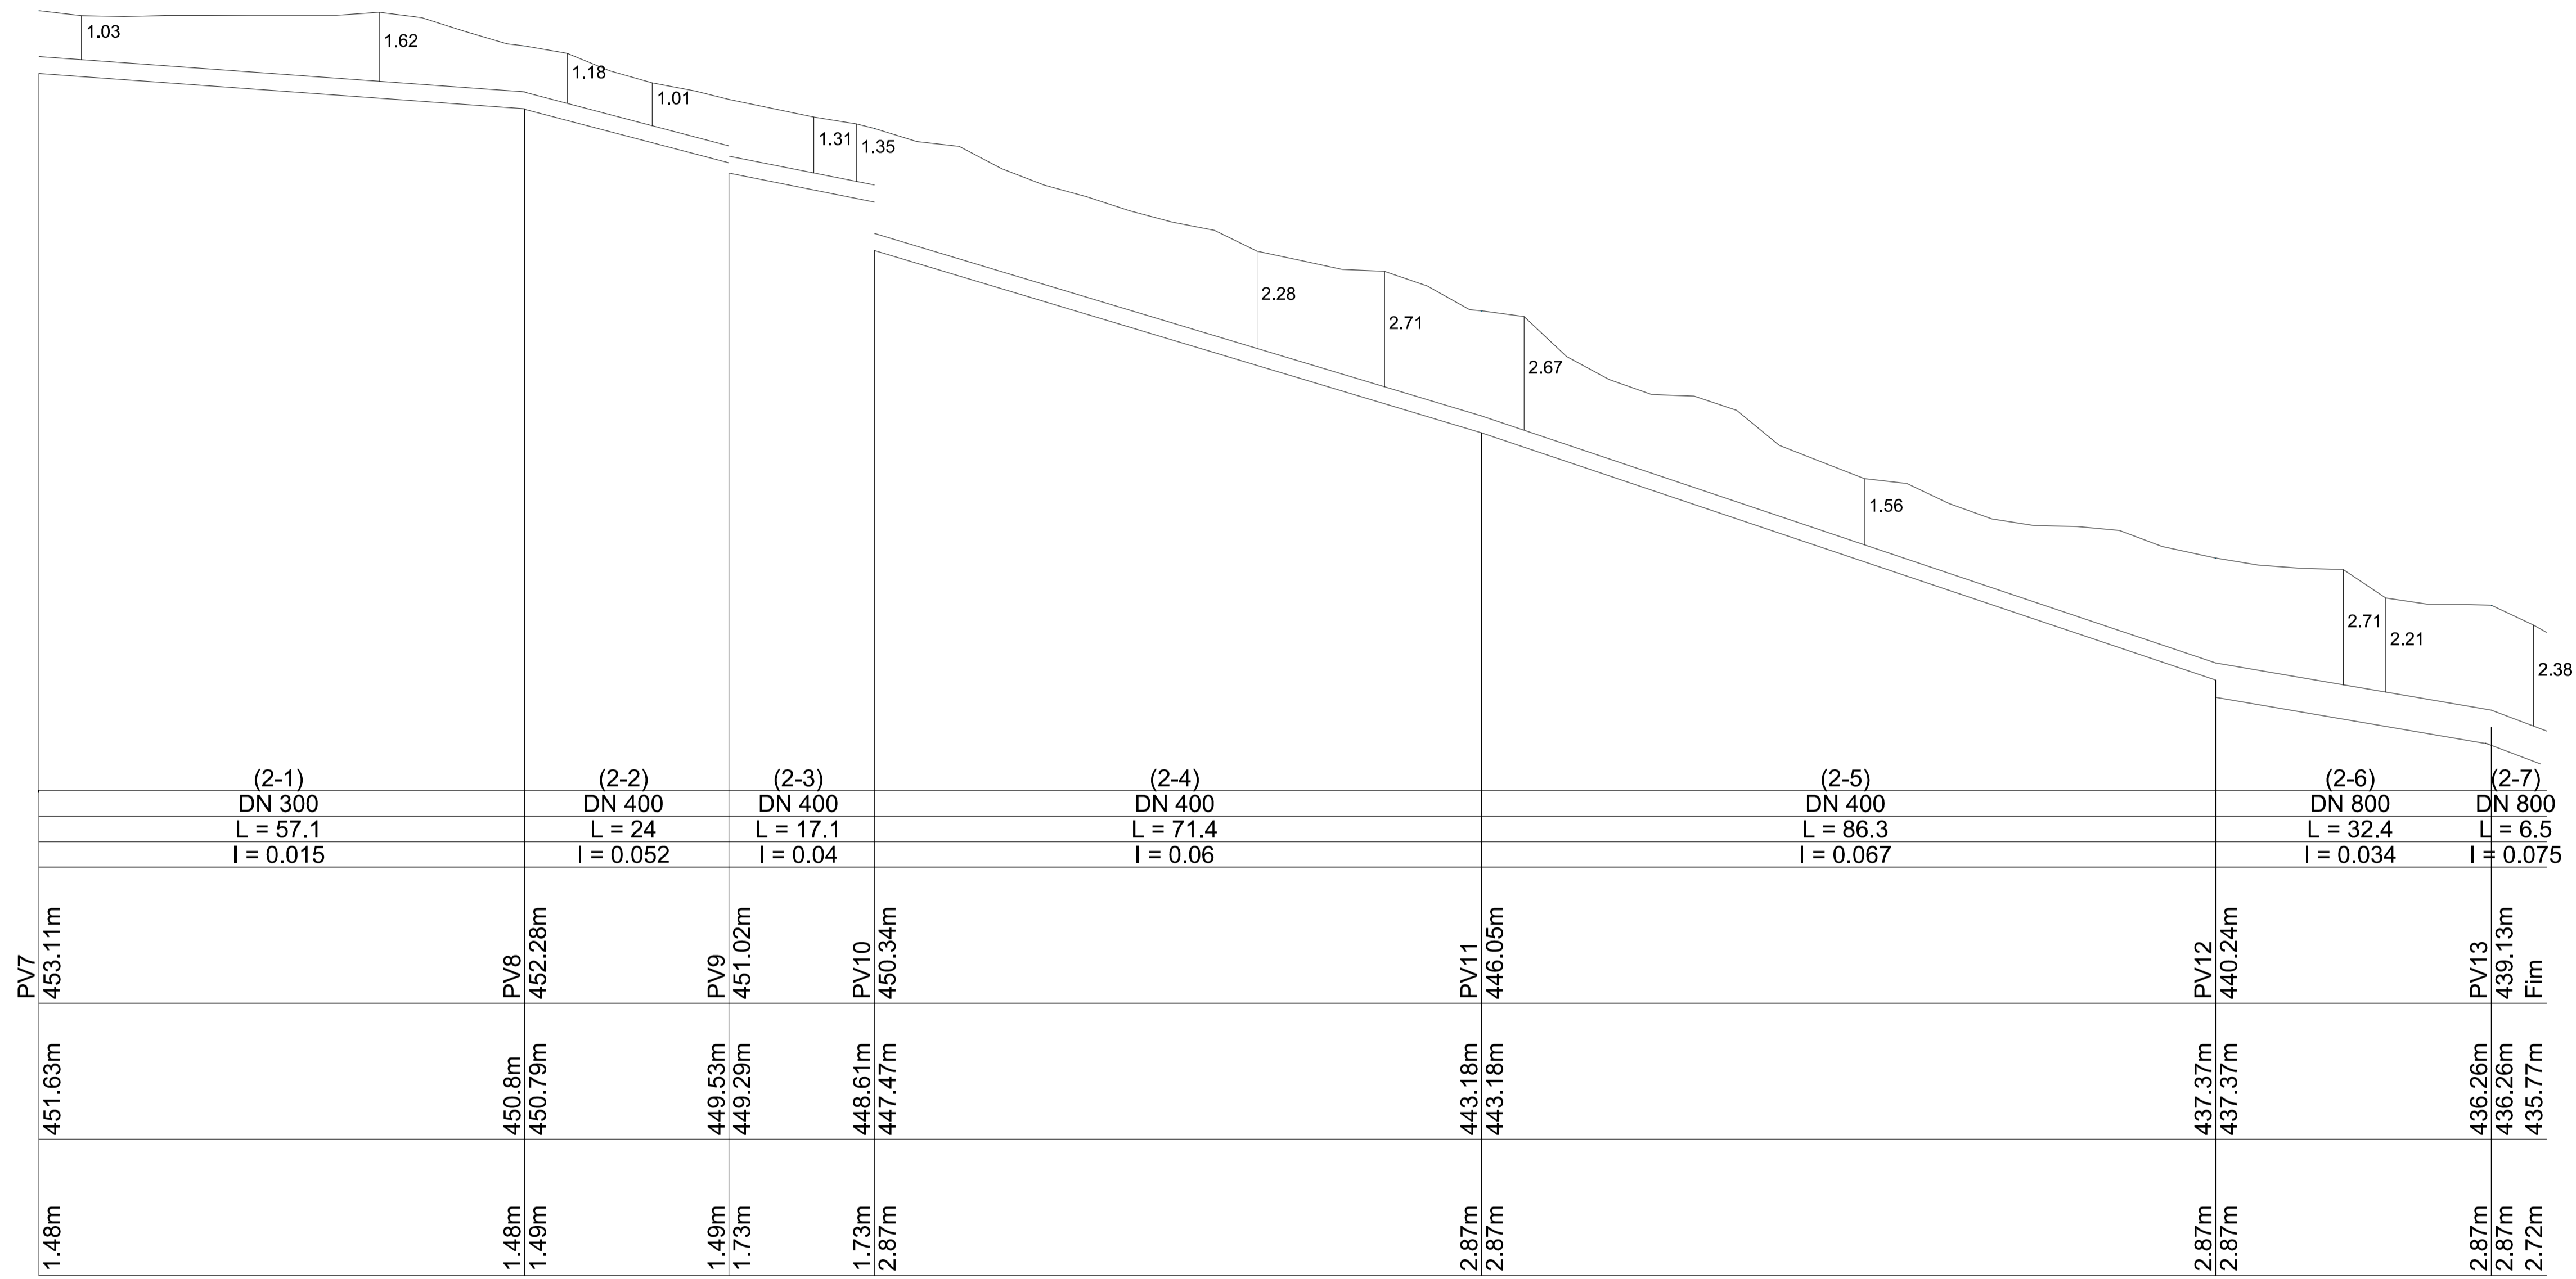 1.03
1.62
1.18
1.01
1.31
1.35
2.28
2.71
2.67
1.56
2.71
2.21
2.38
(2-1) (2-2) (2-3) (2-4) (2-5) (2-6) (2-7)
DN 300 DN 400 DN 400 DN 400 DN 400 DN 800 DN 800
L = 57.1 L = 24 L = 17.1 L = 71.4 L = 86.3 L = 32.4 L = 6.5
I = 0.015 I = 0.052 I = 0.04 I = 0.06 I = 0.067 I = 0.034 I = 0.075
PV7
453.11m
PV8
452.28m
PV9
451.02m
PV10
450.34m
PV11
446.05m
PV12
440.24m
PV13
439.13m
Fim
451.63m
450.8m
450.79m
449.53m
449.29m
448.61m
447.47m
443.18m
443.18m
437.37m
437.37m
436.26m
436.26m
435.77m
1.48m
1.48m
1.49m
1.49m
1.73m
1.73m
2.87m
2.87m
2.87m
2.87m
2.87m
2.87m
2.87m
2.72m